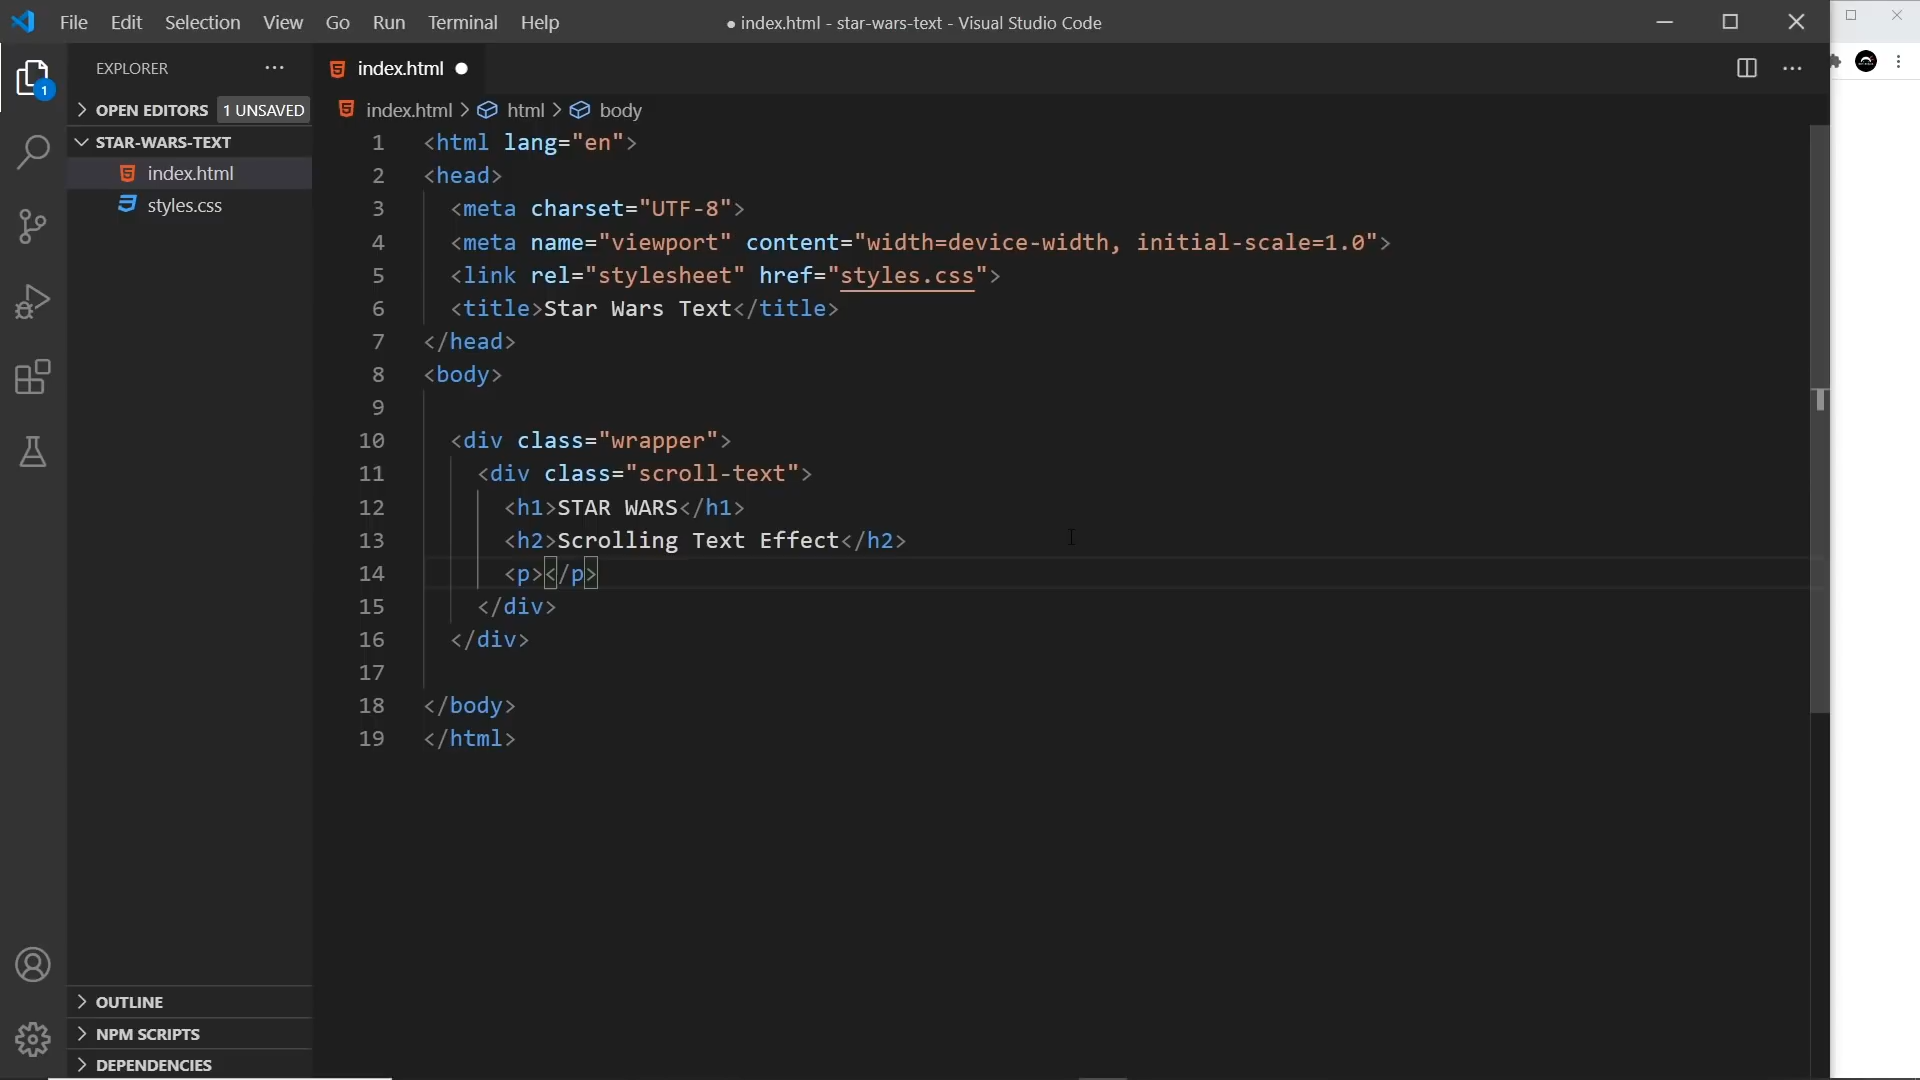 File Edit Selection View Go Run Terminal Help
● index.html - star-wars-text - Visual Studio Code
EXPLORER
index.html
1
OPEN EDITORS 1 UNSAVED
index.html > html > body
STAR-WARS-TEXT
index.html
styles.css
1 <html lang="en">
2 <head>
3 <meta charset="UTF-8">
4 <meta name="viewport" content="width=device-width, initial-scale=1.0">
5 <link rel="stylesheet" href="styles.css">
6 <title>Star Wars Text</title>
7 </head>
8 <body>
9
10 <div class="wrapper">
11 <div class="scroll-text">
12 <h1>STAR WARS</h1>
13 <h2>Scrolling Text Effect</h2>
14 <p></p>
15 </div>
16 </div>
17
18 </body>
19 </html>
OUTLINE
NPM SCRIPTS
DEPENDENCIES